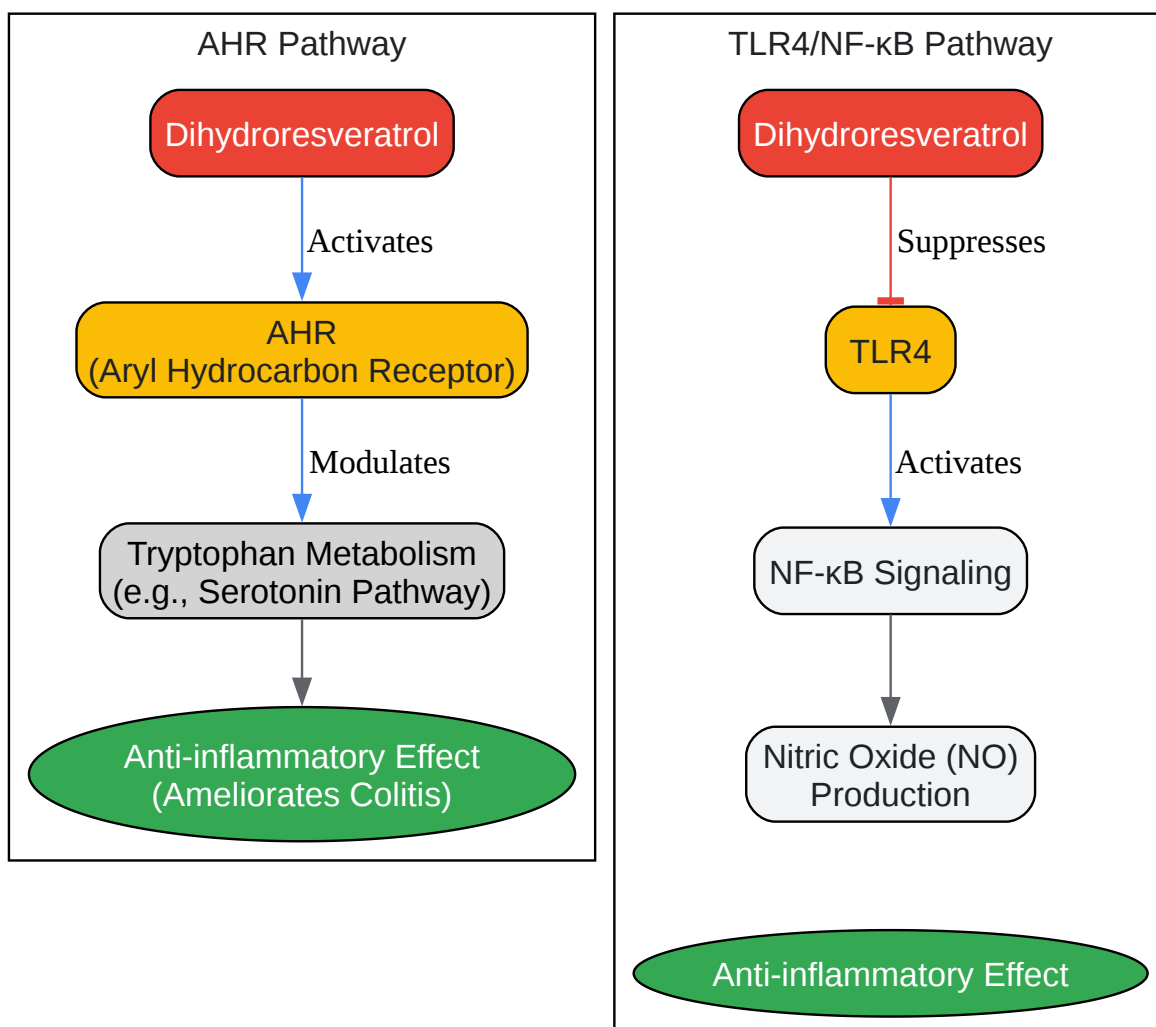 AHR Pathway
Dihydroresveratrol
Activates
AHR
(Aryl Hydrocarbon Receptor)
Modulates
Tryptophan Metabolism
(e.g., Serotonin Pathway)
Anti-inflammatory Effect
(Ameliorates Colitis)
TLR4/NF-κB Pathway
Dihydroresveratrol
Suppresses
TLR4
Activates
NF-κB Signaling
Nitric Oxide (NO)
Production
Anti-inflammatory Effect